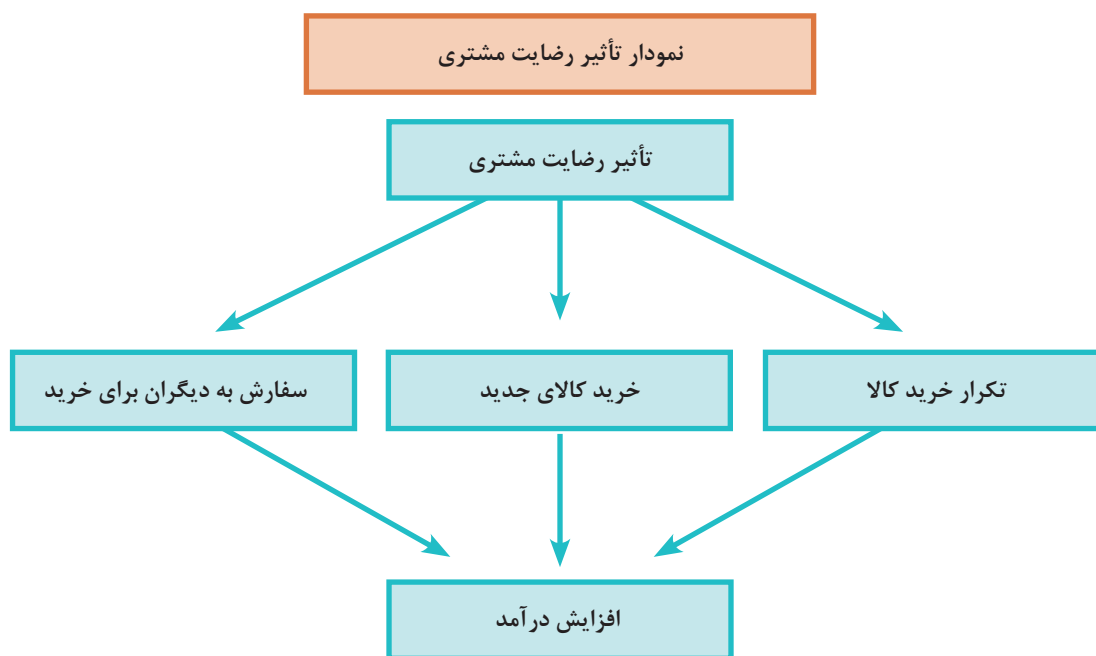 نمودار تأثیر رضایت مشتری
تأثیر رضایت مشتری
تکرار خرید کالا
خرید کالای جدید
سفارش به دیگران برای خرید
افزایش درآمد